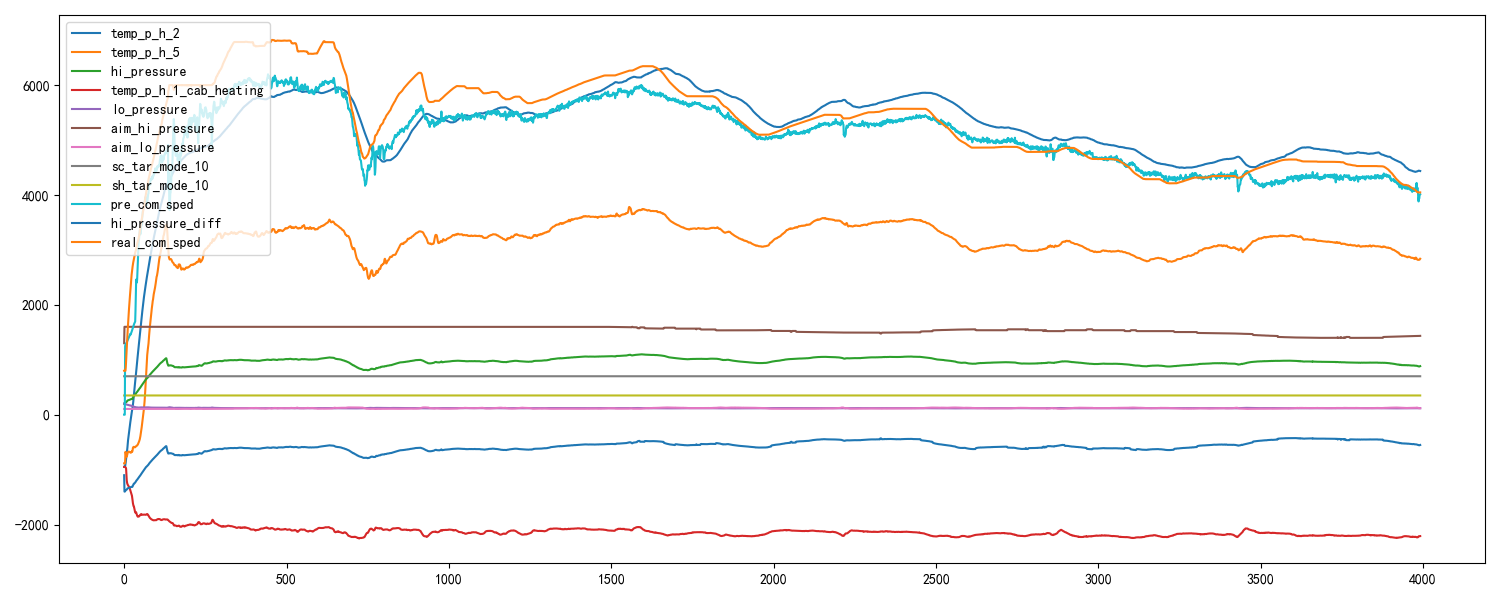 temp_p_h_2
temp_p_h_5
hi_pressure
temp_p_h_1_cab_heating
lo_pressure
aim_hi_pressure
aim_lo_pressure
sc_tar_mode_10
sh_tar_mode_10
pre_com_sped
hi_pressure_diff
real_com_sped
6000
4000
2000
0
−2000
0 500 1000 1500 2000 2500 3000 3500 4000